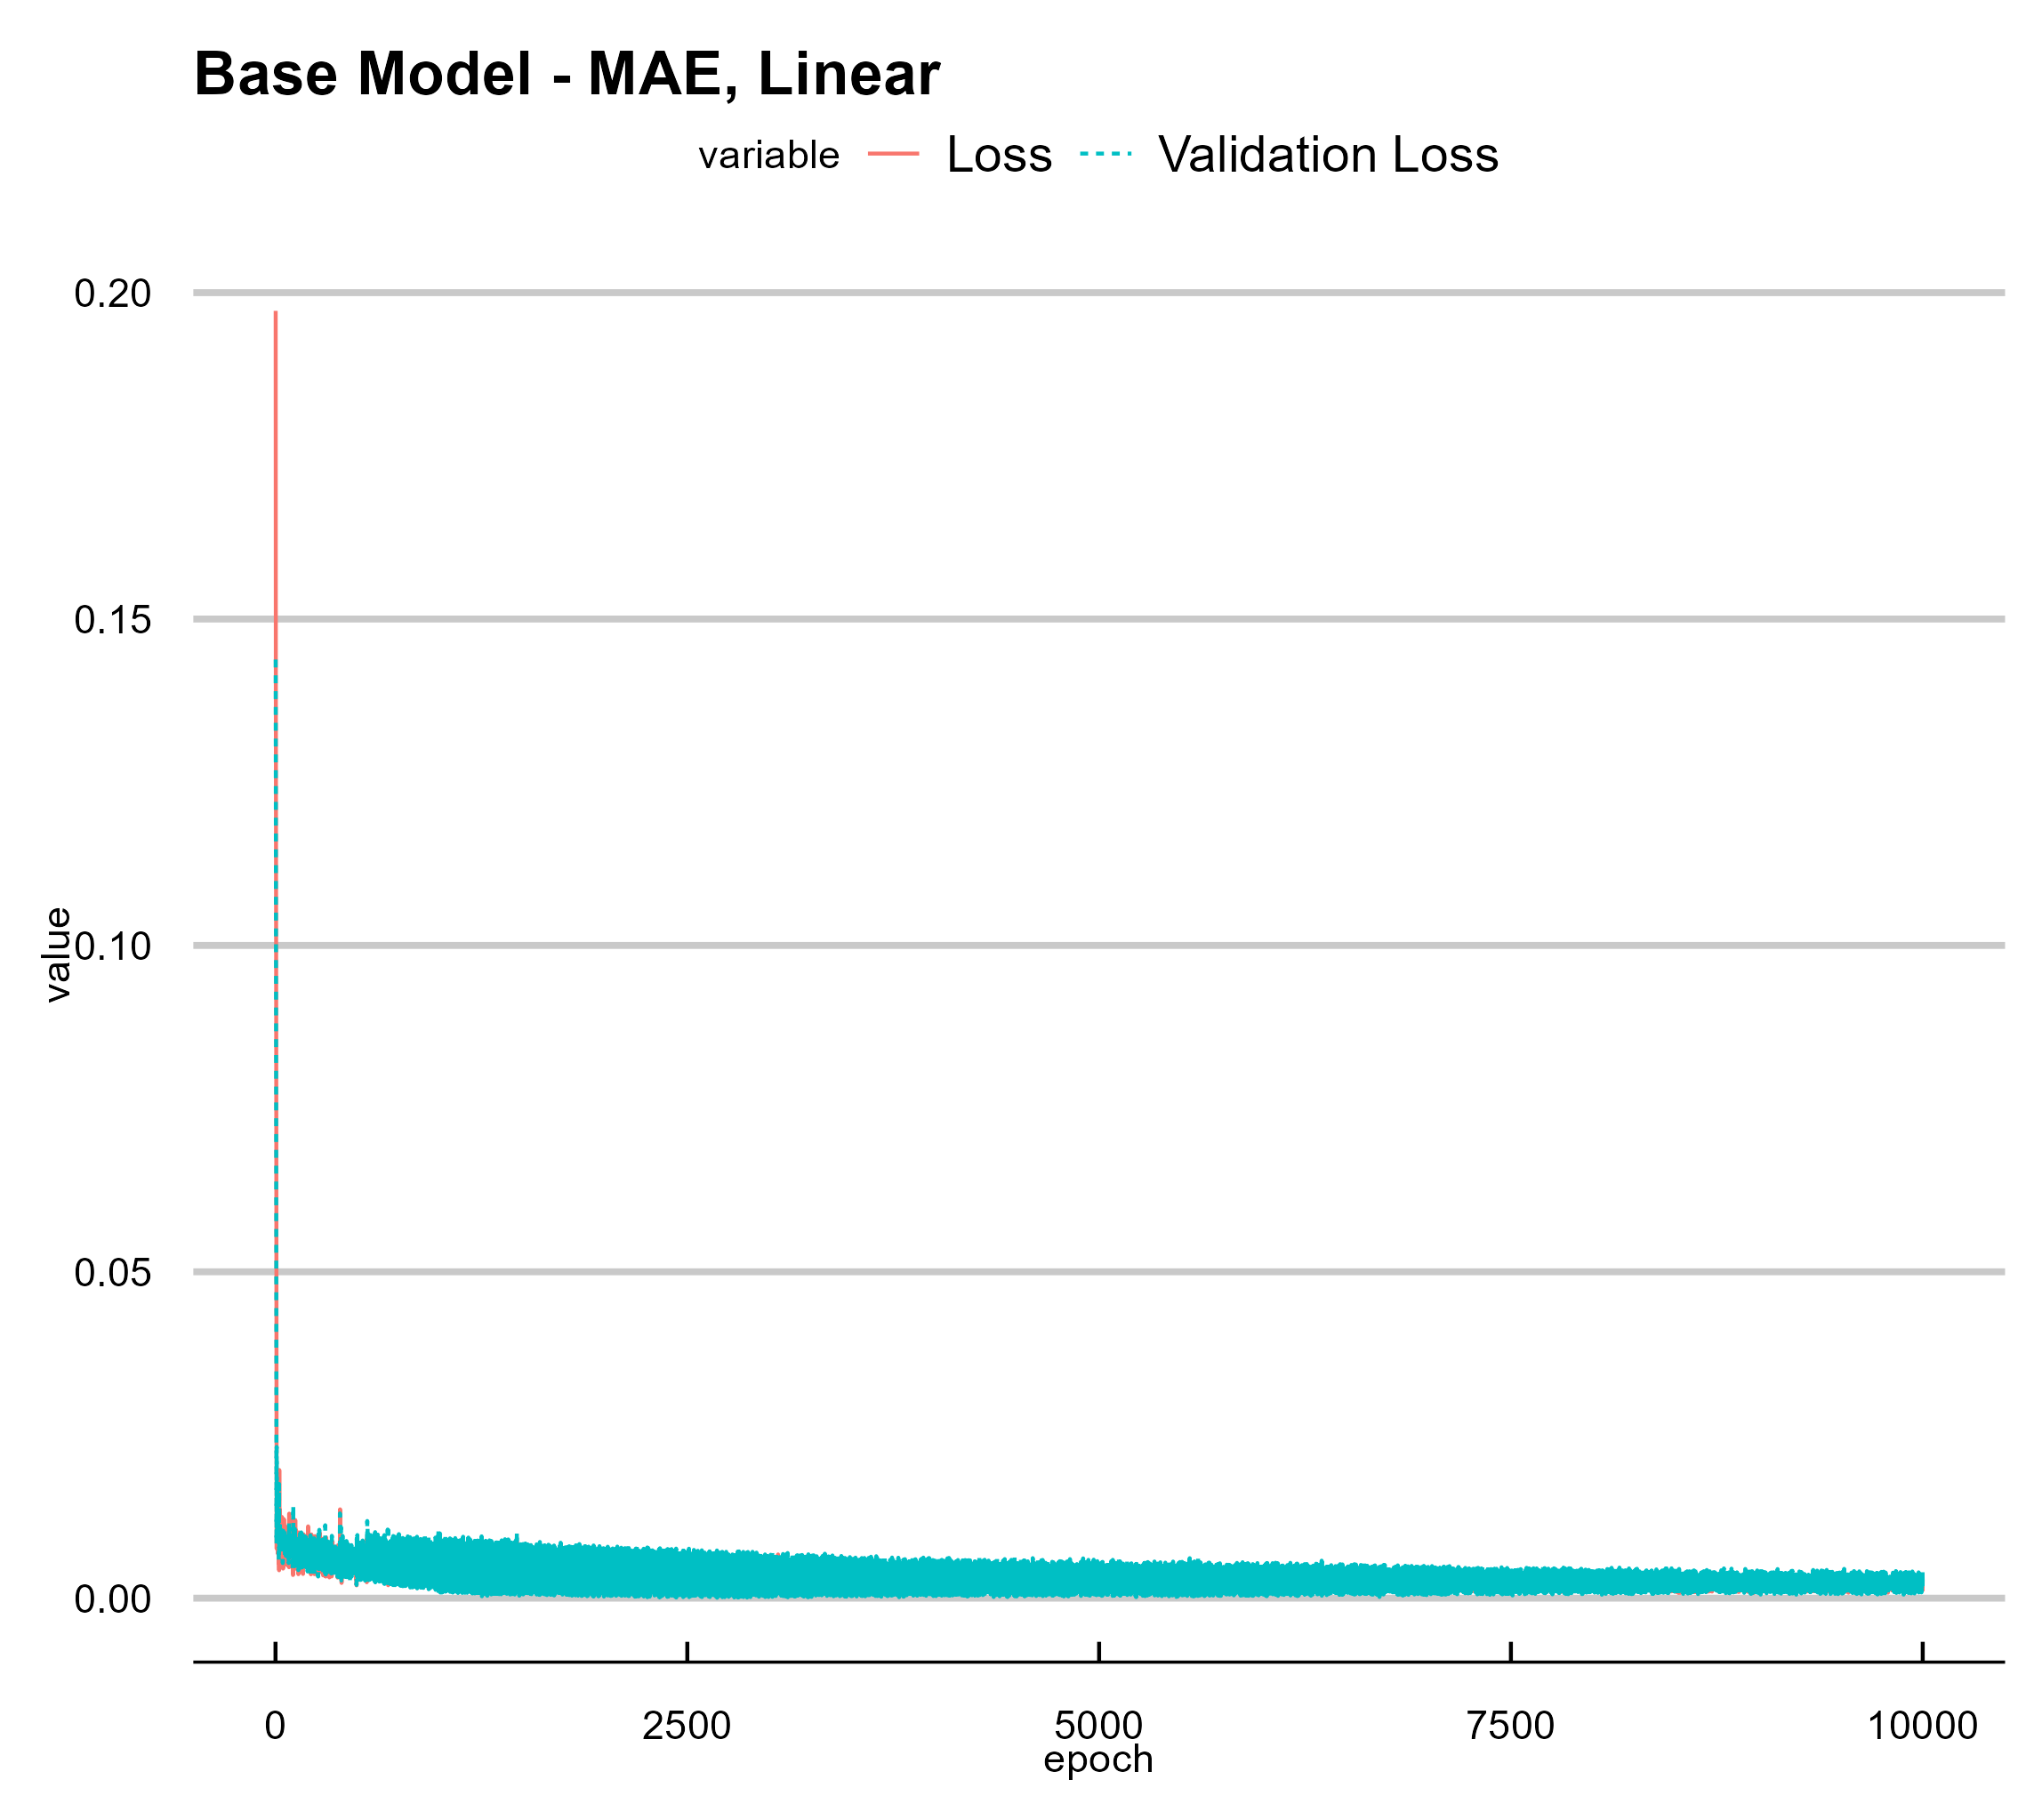 Base Model - MAE, Linear
variable Loss Validation Loss
0.20
0.15
0.10
0.05
0.00
value
0 2500 5000 7500 10000
epoch